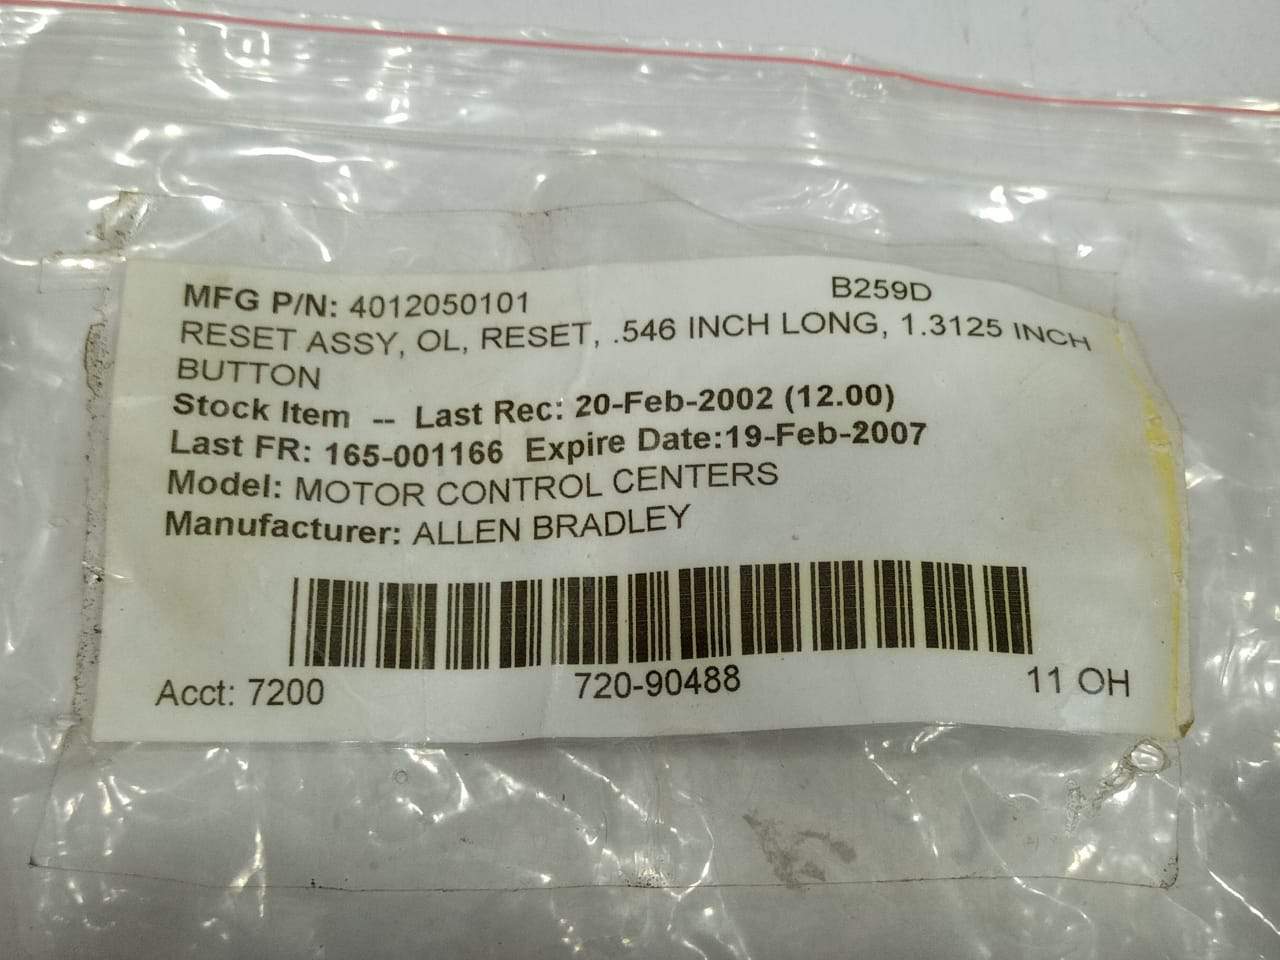 MFG P/N: 4012050101 B259D
RESET ASSY, OL, RESET, .546 INCH LONG, 1.3125 INCH
BUTTON
Stock Item -- Last Rec: 20-Feb-2002 (12.00)
Last FR: 165-001166 Expire Date:19-Feb-2007
Model: MOTOR CONTROL CENTERS
Manufacturer: ALLEN BRADLEY
Acct: 7200 720-90488 11 OH